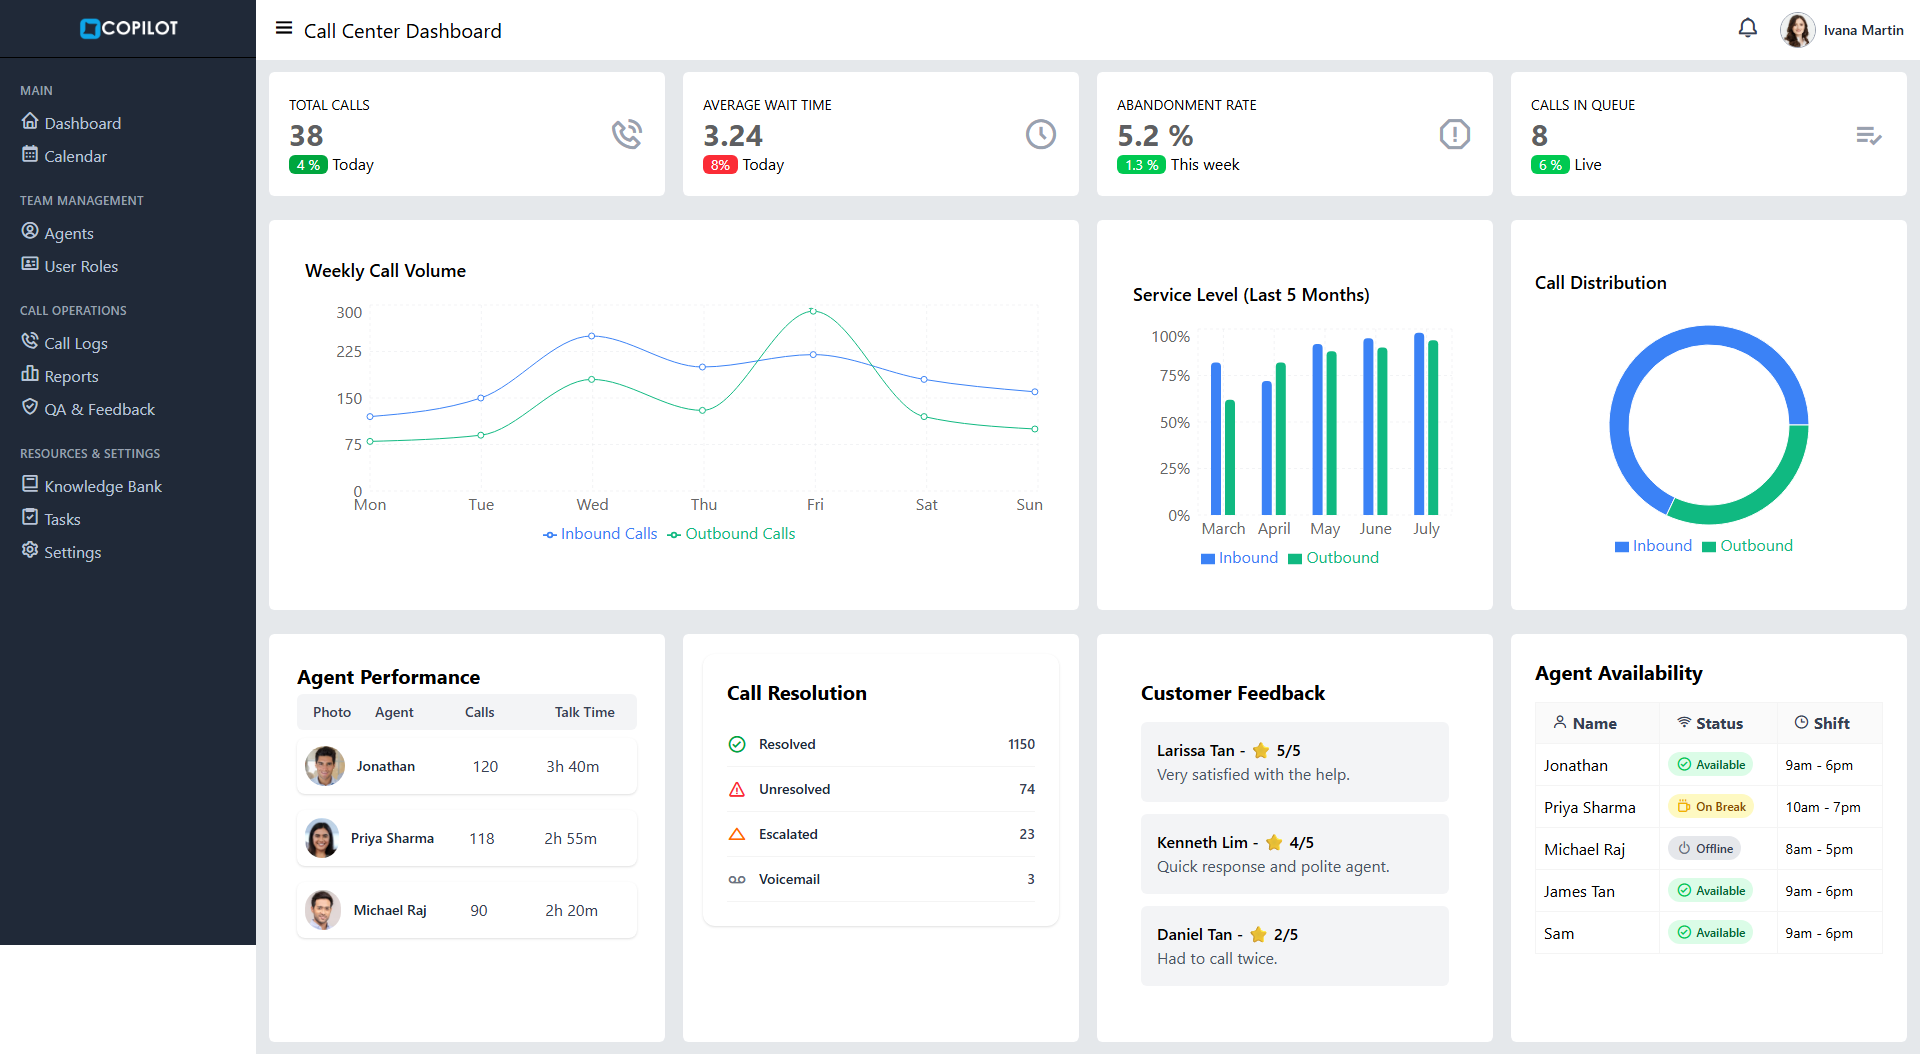 COPILOT
MAIN
Dashboard
Calendar
TEAM MANAGEMENT
Agents
User Roles
CALL OPERATIONS
Call Logs
Reports
QA & Feedback
RESOURCES & SETTINGS
Knowledge Bank
Tasks
Settings
Call Center Dashboard
Ivana Martin
TOTAL CALLS
38
4 % Today
AVERAGE WAIT TIME
3.24
8% Today
ABANDONMENT RATE
5.2 %
1.3 % This week
CALLS IN QUEUE
8
6 % Live
Weekly Call Volume
300
225
150
75
0
Mon Tue Wed Thu Fri Sat Sun
Inbound Calls Outbound Calls
Service Level (Last 5 Months)
100%
75%
50%
25%
0%
March April May June July
Inbound Outbound
Call Distribution
Inbound Outbound
Agent Performance
Photo Agent Calls Talk Time
Jonathan 120 3h 40m
Priya Sharma 118 2h 55m
Michael Raj 90 2h 20m
Call Resolution
Resolved 1150
Unresolved 74
Escalated 23
Voicemail 3
Customer Feedback
Larissa Tan - ⭐ 5/5
Very satisfied with the help.
Kenneth Lim - ⭐ 4/5
Quick response and polite agent.
Daniel Tan - ⭐ 2/5
Had to call twice.
Agent Availability
Name Status Shift
Jonathan Available 9am - 6pm
Priya Sharma On Break 10am - 7pm
Michael Raj Offline 8am - 5pm
James Tan Available 9am - 6pm
Sam Available 9am - 6pm